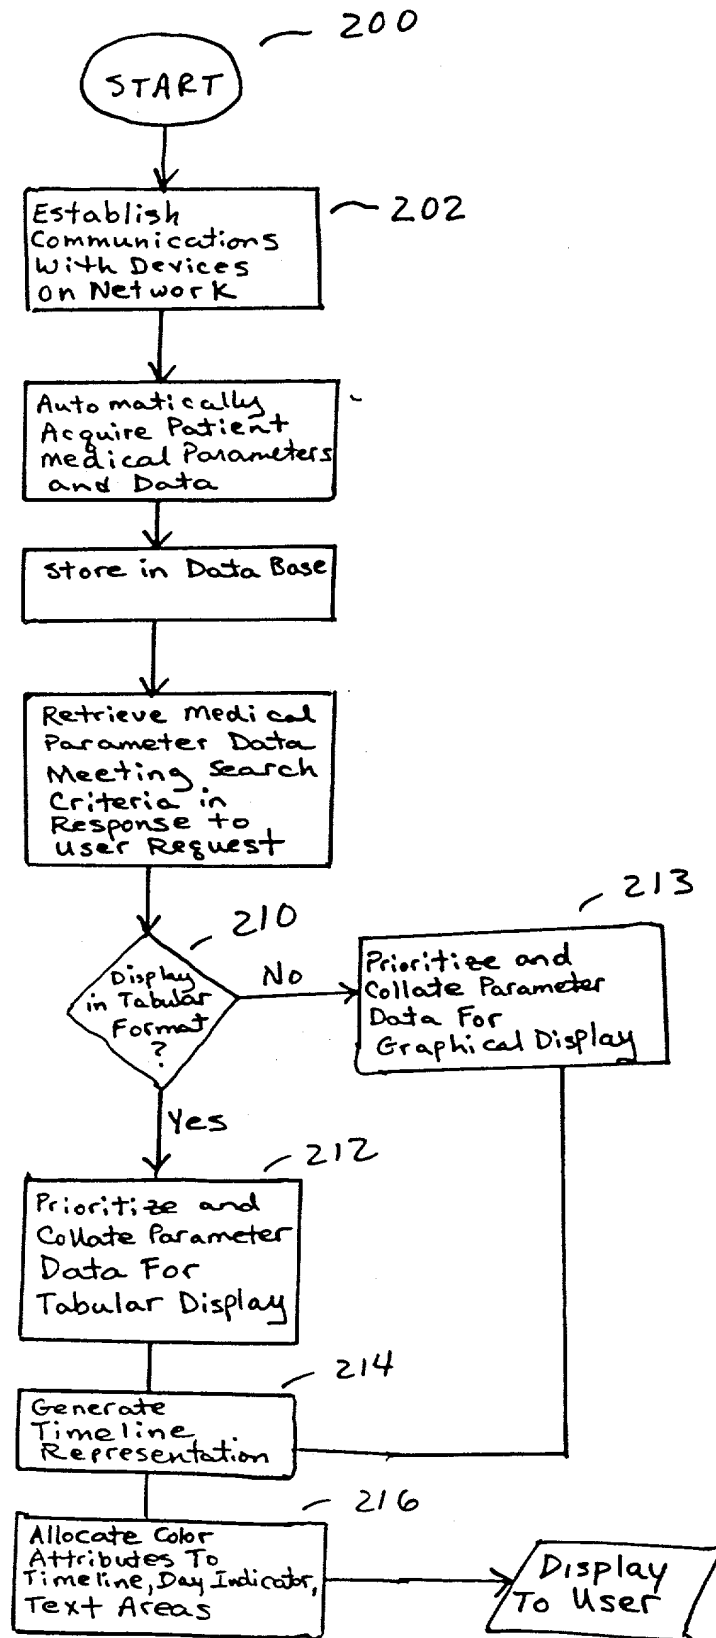 200
START
202
Establish
Communications
With Devices
on Network
Automatically
Acquire Patient
Medical Parameters
and Data
Store in Data Base
Retrieve Medical
Parameter Data
Meeting Search
Criteria in
Response to
User Request
210
213
Display
in Tabular
Format
?
No
Prioritize and
Collate Parameter
Data For
Graphical Display
Yes
212
Prioritize and
Collate Parameter
Data For
Tabular Display
214
Generate
Timeline
Representation
216
Allocate Color
Attributes To
Timeline, Day Indicator,
Text Areas
Display
To User